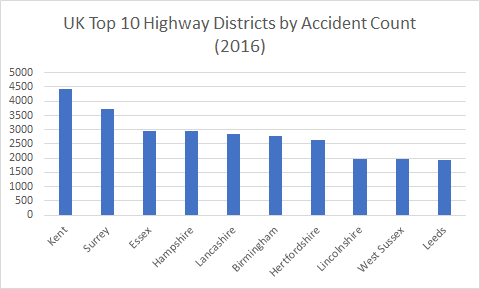 UK Top 10 Highway Districts by Accident Count
(2016)
5000
4500
4000
3500
3000
2500
2000
1500
1000
500
0
Kent
Surrey
Essex
Hampshire
Lancashire
Birmingham
Hertfordshire
Lincolnshire
West Sussex
Leeds